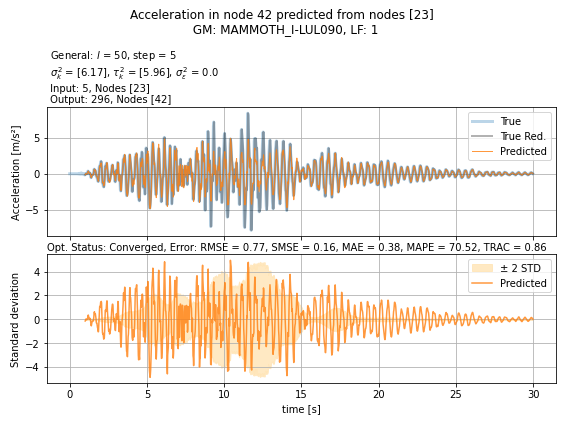 Acceleration in node 42 predicted from nodes [23]
GM: MAMMOTH_I-LUL090, LF: 1
General: l = 50, step = 5
σ²ₖ = [6.17], τ²ₖ = [5.96], σ²ₑ = 0.0
Input: 5, Nodes [23]
Output: 296, Nodes [42]
Acceleration [m/s²]
5
0
−5
True
True Red.
Predicted
Opt. Status: Converged, Error: RMSE = 0.77, SMSE = 0.16, MAE = 0.38, MAPE = 70.52, TRAC = 0.86
Standard deviation
4
2
0
−2
−4
± 2 STD
Predicted
0 5 10 15 20 25 30
time [s]